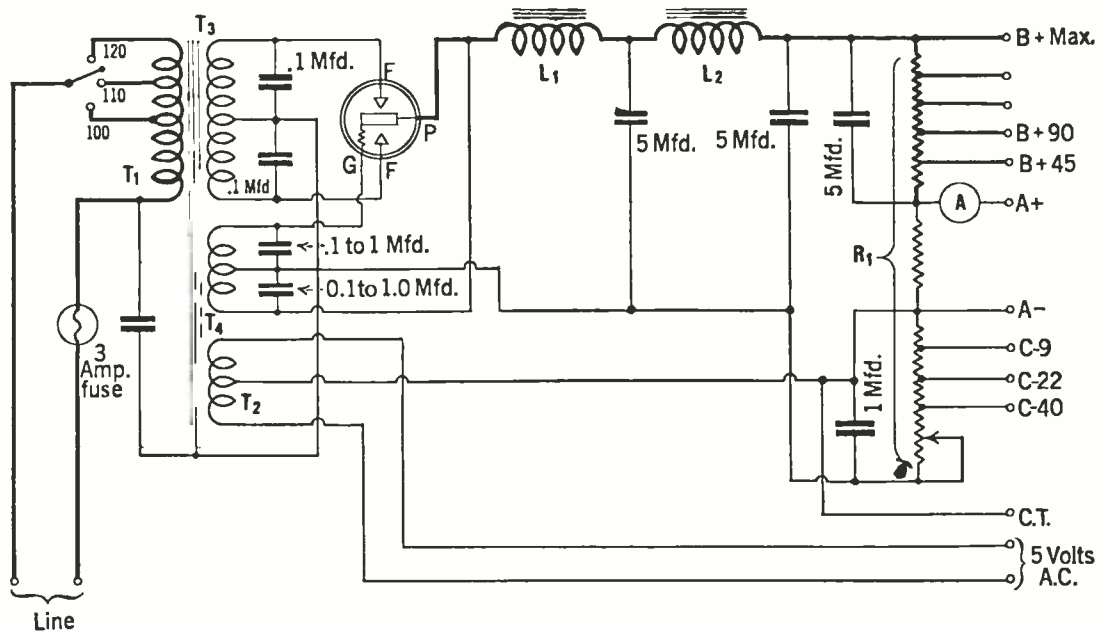 120
110
100
T1
T3
.1 Mfd.
.1 Mfd
F
P
G
F
L1
L2
5 Mfd.
5 Mfd.
5 Mfd.
B+ Max.
B+90
B+45
A
A+
R1
.1 to 1 Mfd.
0.1 to 1.0 Mfd.
T4
A-
3
Amp.
fuse
T2
1 Mfd.
C-9
C-22
C-40
C.T.
5 Volts
A.C.
Line